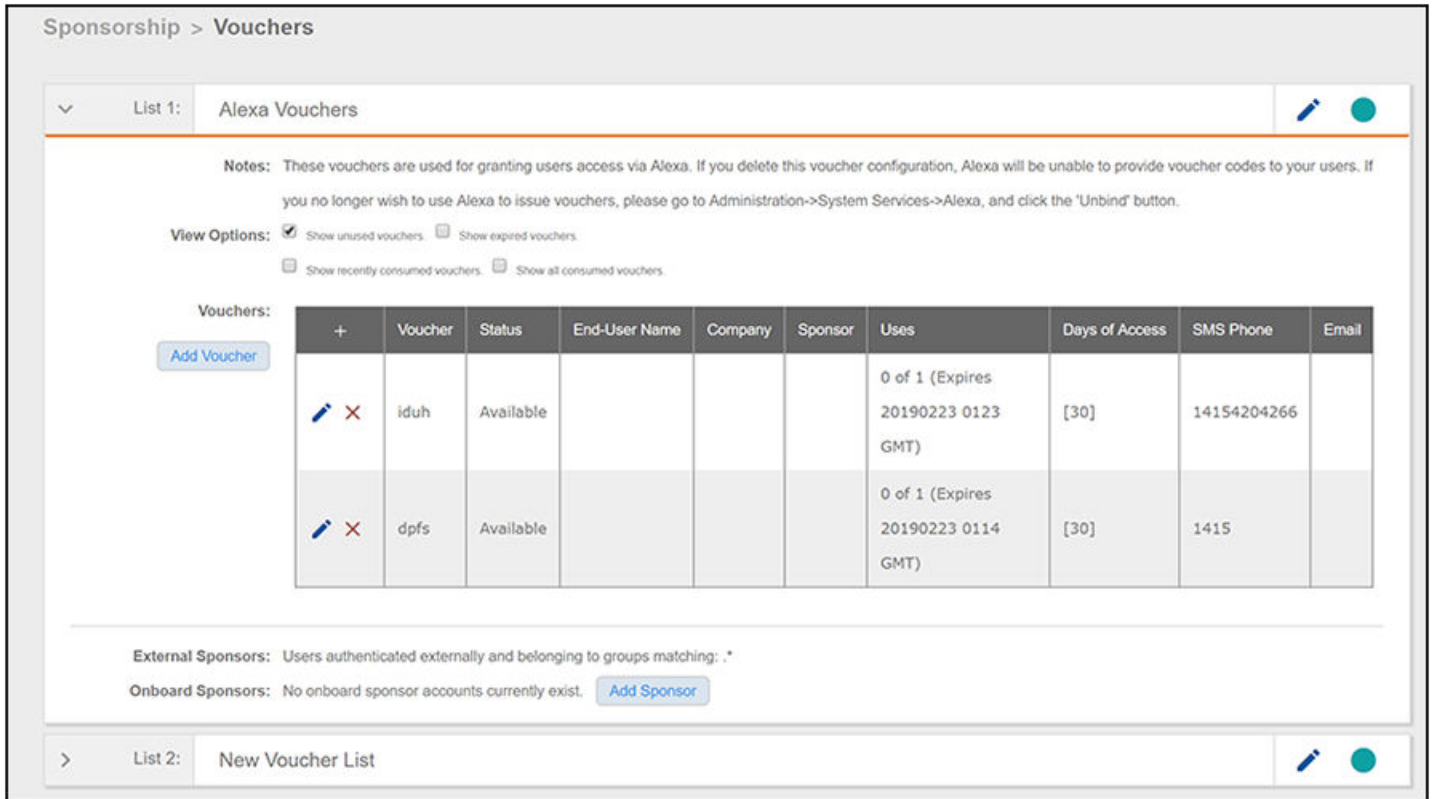 Sponsorship > Vouchers
List 1: Alexa Vouchers
Notes: These vouchers are used for granting users access via Alexa. If you delete this voucher configuration, Alexa will be unable to provide voucher codes to your users. If
you no longer wish to use Alexa to issue vouchers, please go to Administration->System Services->Alexa, and click the 'Unbind' button.
View Options: Show unused vouchers. Show expired vouchers.
Show recently consumed vouchers. Show all consumed vouchers.
Vouchers:
Add Voucher
+ Voucher Status End-User Name Company Sponsor Uses Days of Access SMS Phone Email
0 of 1 (Expires
iduh Available 20190223 0123 [30] 14154204266
GMT)
0 of 1 (Expires
dpfs Available 20190223 0114 [30] 1415
GMT)
External Sponsors: Users authenticated externally and belonging to groups matching: .*
Onboard Sponsors: No onboard sponsor accounts currently exist. Add Sponsor
List 2: New Voucher List